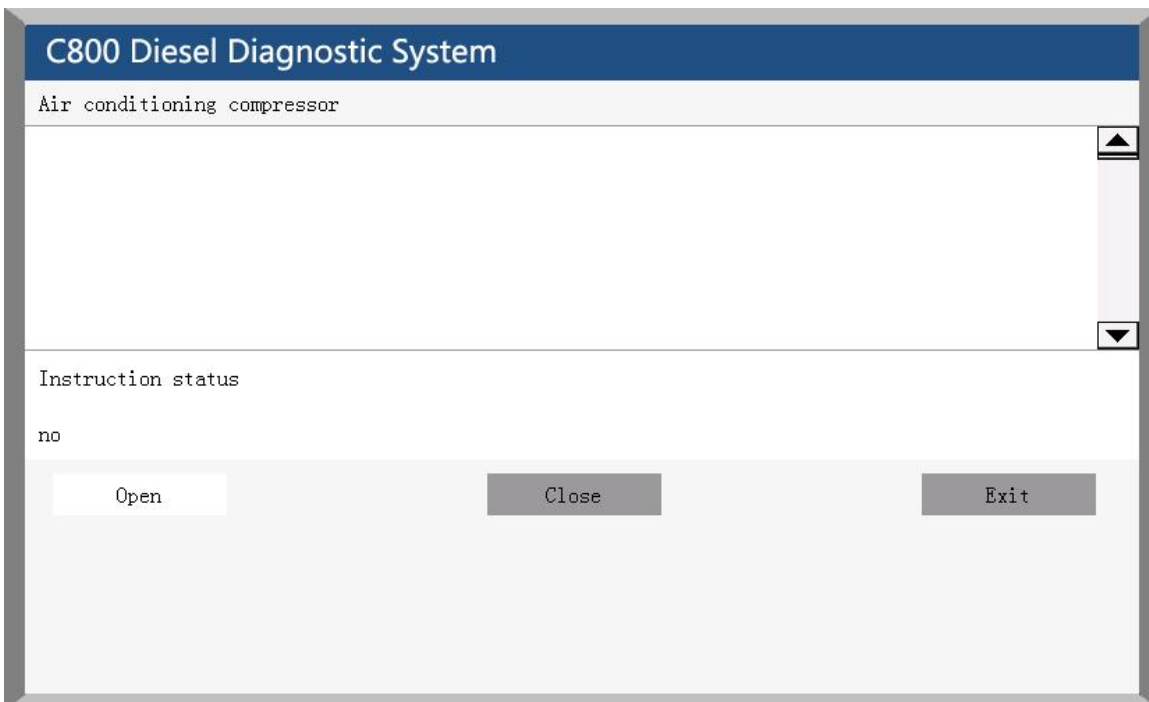 C800 Diesel Diagnostic System
Air conditioning compressor
Instruction status
no
Open Close Exit